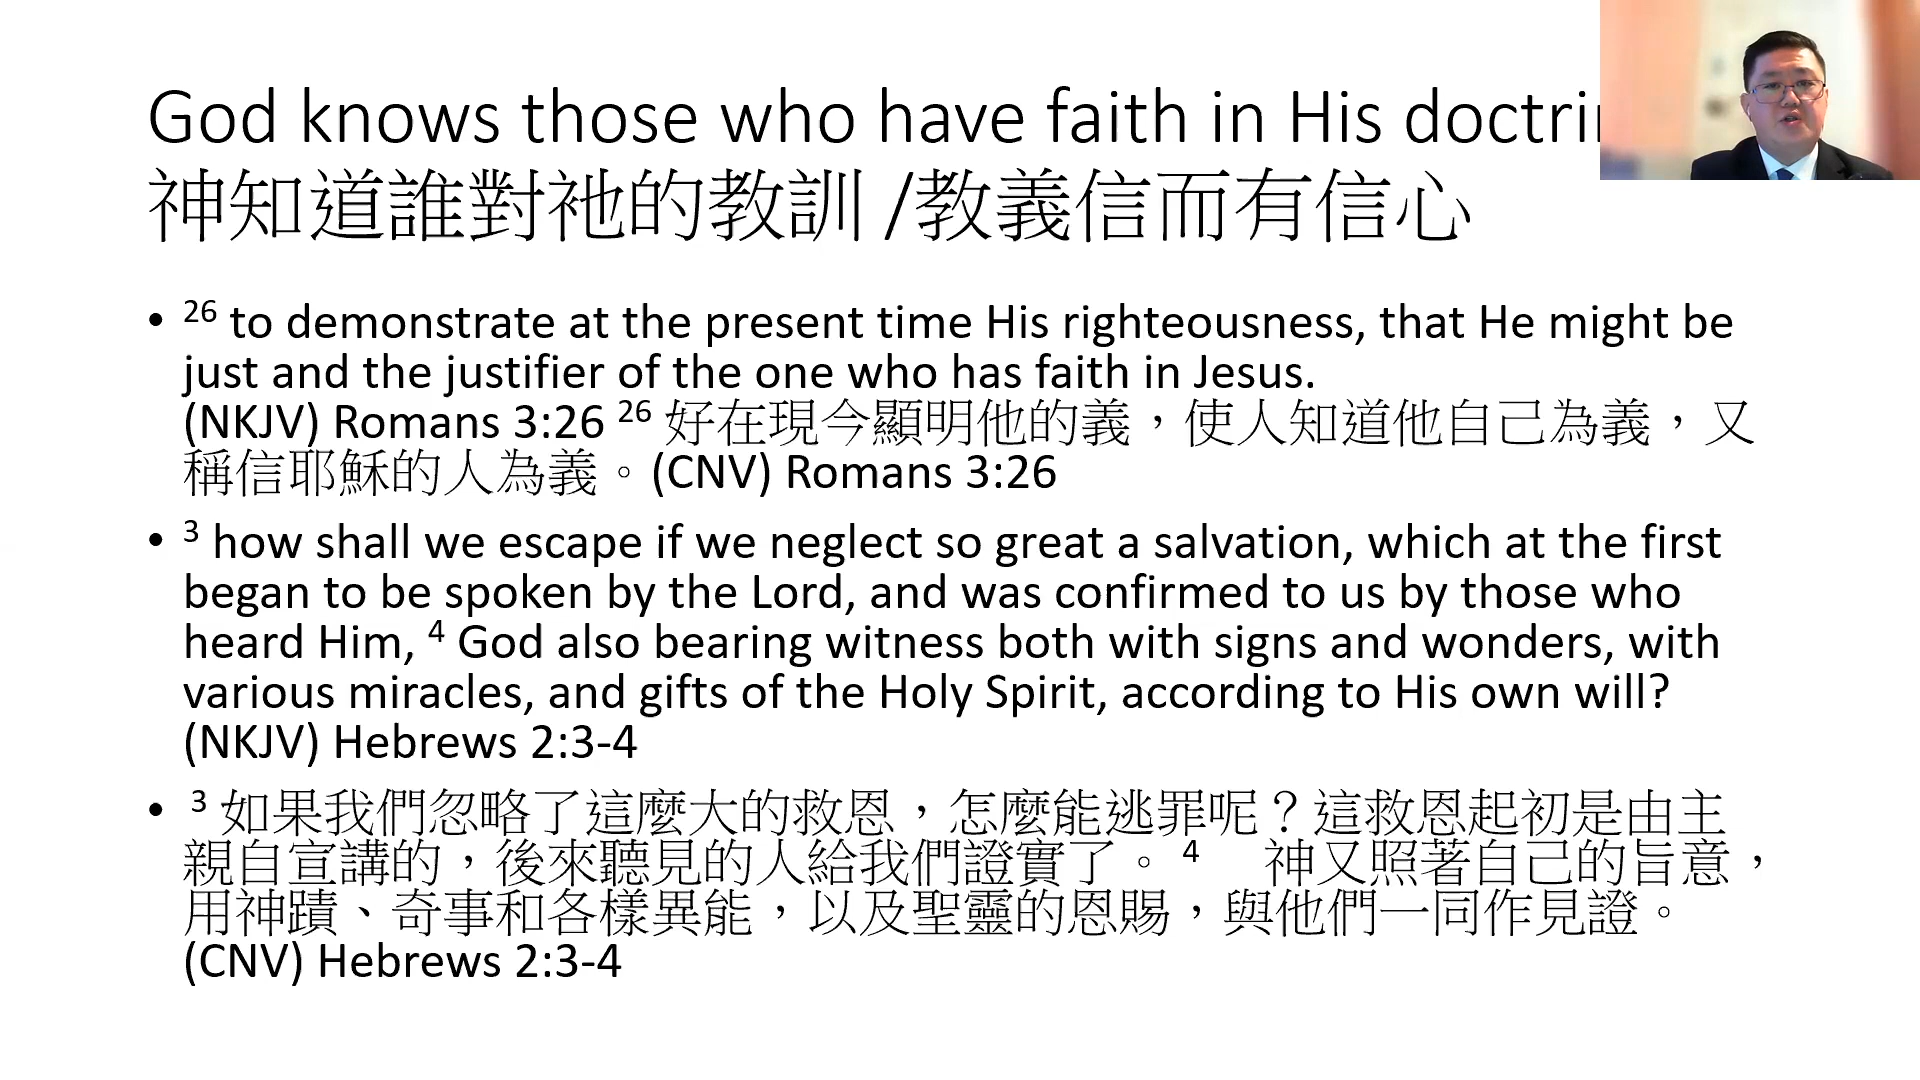 God knows those who have faith in His
神知道誰對祂的教訓 /教義信而有信心
• 26 to demonstrate at the present time His righteousness, that He might be
just and the justifier of the one who has faith in Jesus.
(NKJV) Romans 3:26 26 好在現今顯明他的義，使人知道他自己為義，又
稱信耶穌的人為義。(CNV) Romans 3:26
• 3 how shall we escape if we neglect so great a salvation, which at the first
began to be spoken by the Lord, and was confirmed to us by those who
heard Him, 4 God also bearing witness both with signs and wonders, with
various miracles, and gifts of the Holy Spirit, according to His own will?
(NKJV) Hebrews 2:3-4
• 3 如果我們忽略了這麼大的救恩，怎麼能逃罪呢？這救恩起初是由主
親自宣講的，後來聽見的人給我們證實了。 4 神又照著自己的旨意，
用神蹟、奇事和各樣異能，以及聖靈的恩賜，與他們一同作見證。
(CNV) Hebrews 2:3-4